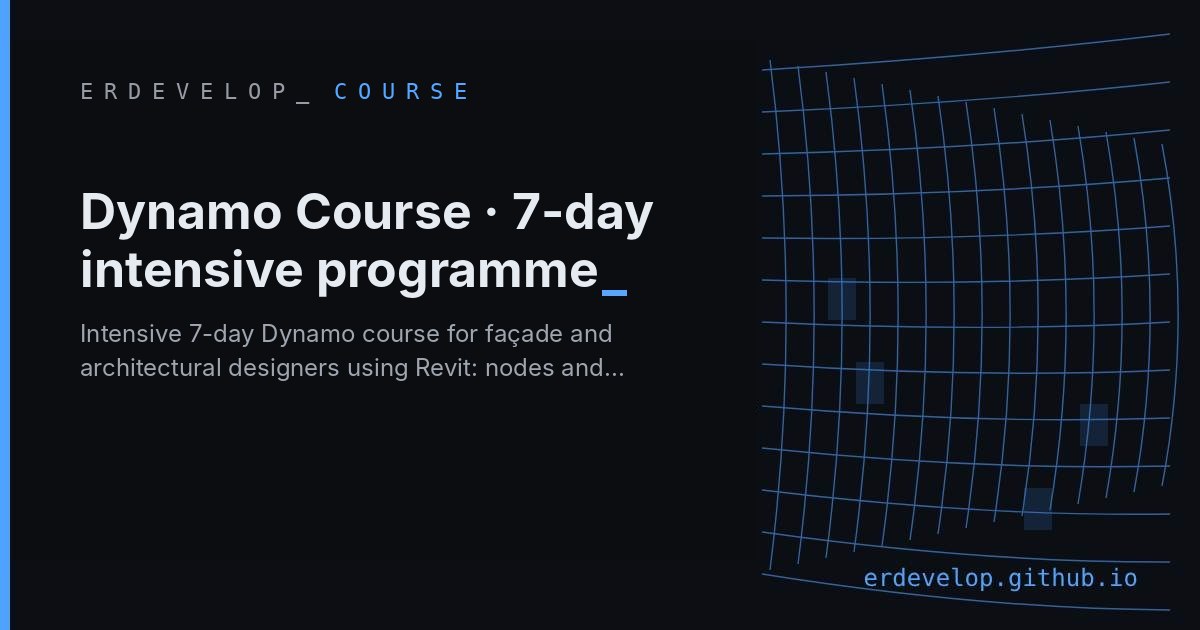 ERDEVELOP_ COURSE
Dynamo Course · 7-day
intensive programme_
Intensive 7-day Dynamo course for façade and
architectural designers using Revit: nodes and…
erdevelop.github.io